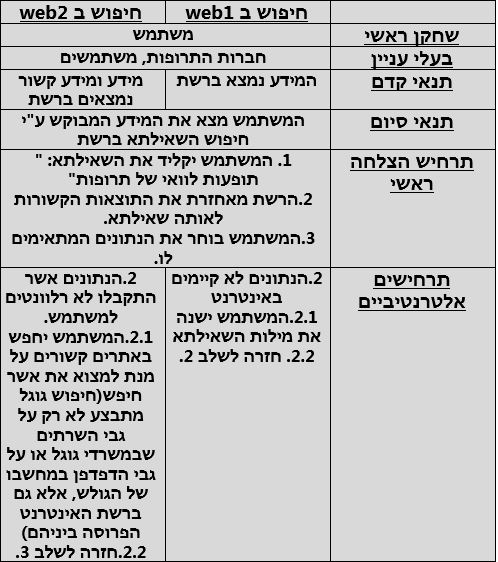 חיפוש ב web1
חיפוש ב web2
שחקן ראשי
משתמש
בעלי עניין
חברות התרופות, משתמשים
תנאי קדם
המידע נמצא ברשת
מידע ומידע קשור
נמצאים ברשת
תנאי סיום
המשתמש מצא את המידע המבוקש ע"י
חיפוש השאילתא ברשת
תרחיש הצלחה
ראשי
1. המשתמש יקליד את השאילתא: "
תופעות לוואי של תרופות"
2.הרשת מאחזרת את התוצאות הקשורות
לאותה שאילתא.
3.המשתמש בוחר את הנתונים המתאימים
לו.
תרחישים
אלטרנטיביים
2.הנתונים לא קיימים
באינטרנט
2.1.המשתמש ישנה
את מילות השאילתא
2.2. חזרה לשלב 2.
2.הנתונים אשר
התקבלו לא רלוונטים
למשתמש.
2.1.המשתמש יחפש
באתרים קשורים על
מנת למצוא את אשר
חיפש(חיפוש גוגל
מתבצע לא רק על
גבי השרתים
שבמשרדי גוגל או על
גבי הדפדפן במחשבו
של הגולש, אלא גם
ברשת האינטרנט
הפרוסה ביניהם)
2.2.חזרה לשלב 3.